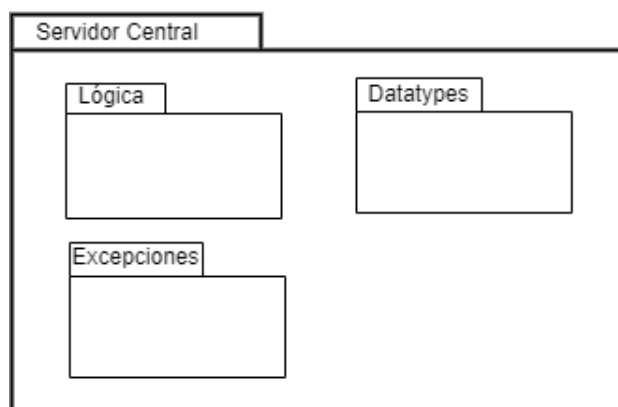 Servidor Central
Lógica
Datatypes
Excepciones